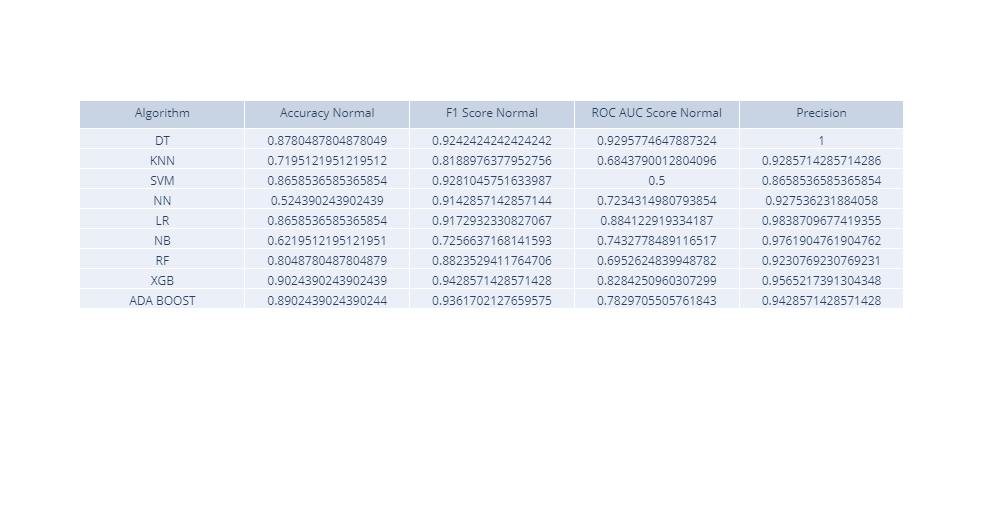 Algorithm Accuracy Normal F1 Score Normal ROC AUC Score Normal Precision
DT 0.8780487804878049 0.9242424242424242 0.9295774647887324 1
KNN 0.7195121951219512 0.8188976377952756 0.6843790012804096 0.9285714285714286
SVM 0.8658536585365854 0.9281045751633987 0.5 0.8658536585365854
NN 0.524390243902439 0.9142857142857144 0.7234314980793854 0.927536231884058
LR 0.8658536585365854 0.9172932330827067 0.884122919334187 0.9838709677419355
NB 0.6219512195121951 0.7256637168141593 0.7432778489116517 0.9761904761904762
RF 0.8048780487804879 0.8823529411764706 0.6952624839948782 0.9230769230769231
XGB 0.9024390243902439 0.9428571428571428 0.8284250960307299 0.9565217391304348
ADA BOOST 0.8902439024390244 0.9361702127659575 0.7829705505761843 0.9428571428571428